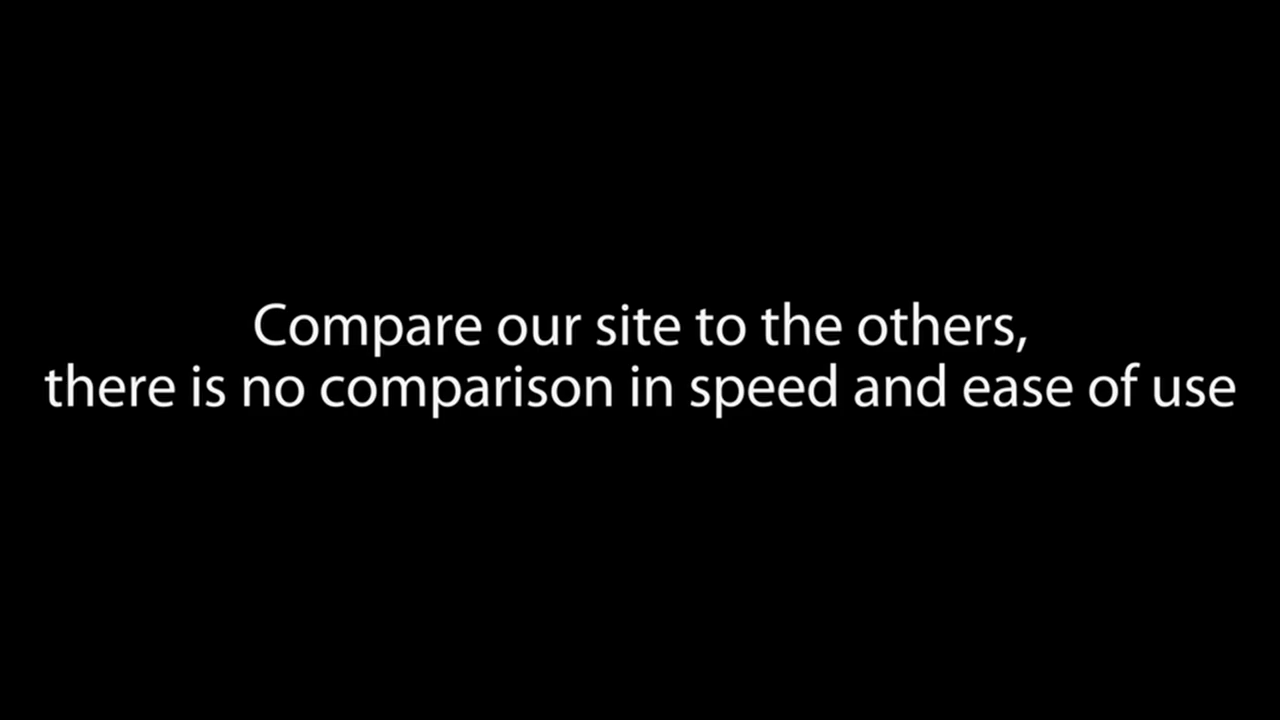 Compare our site to the others,
there is no comparison in speed and ease of use